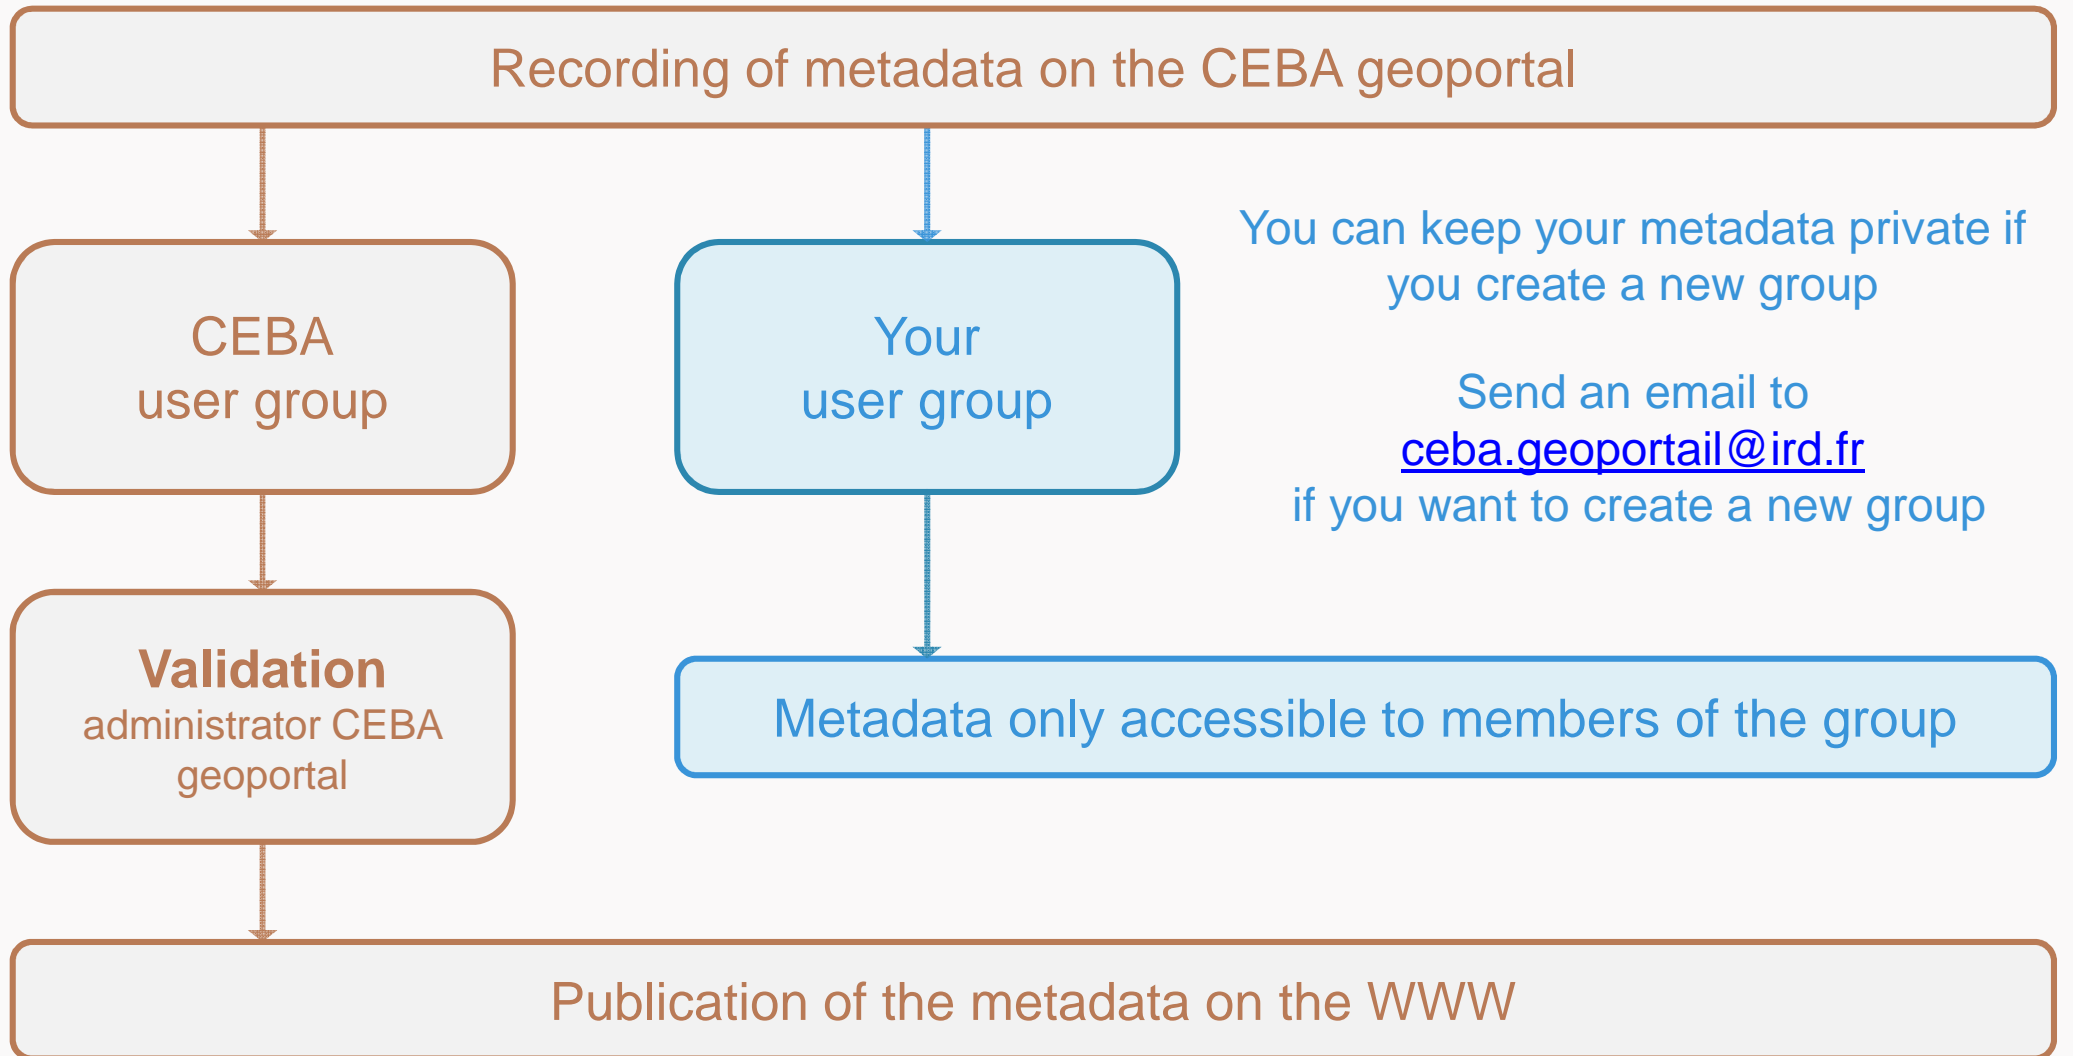 Recording of metadata on the CEBA geoportal
CEBA
user group
Your
user group
You can keep your metadata private if
you create a new group
Send an email to
ceba.geoportail@ird.fr
if you want to create a new group
Validation
administrator CEBA
geoportal
Metadata only accessible to members of the group
Publication of the metadata on the WWW